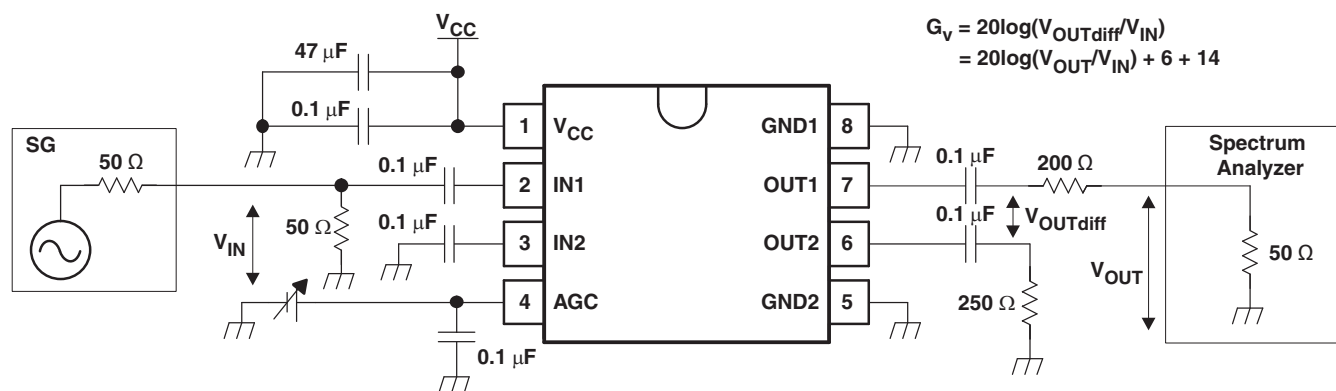 V_CC
47 μF
0.1 μF
G_v = 20log(V_OUTdiff/V_IN)
= 20log(V_OUT/V_IN) + 6 + 14
SG
50 Ω
0.1 μF
V_IN
50 Ω
0.1 μF
0.1 μF
1 V_CC
2 IN1
3 IN2
4 AGC
GND1 8
OUT1 7
OUT2 6
GND2 5
0.1 μF
200 Ω
0.1 μF
V_OUTdiff
250 Ω
V_OUT
Spectrum
Analyzer
50 Ω